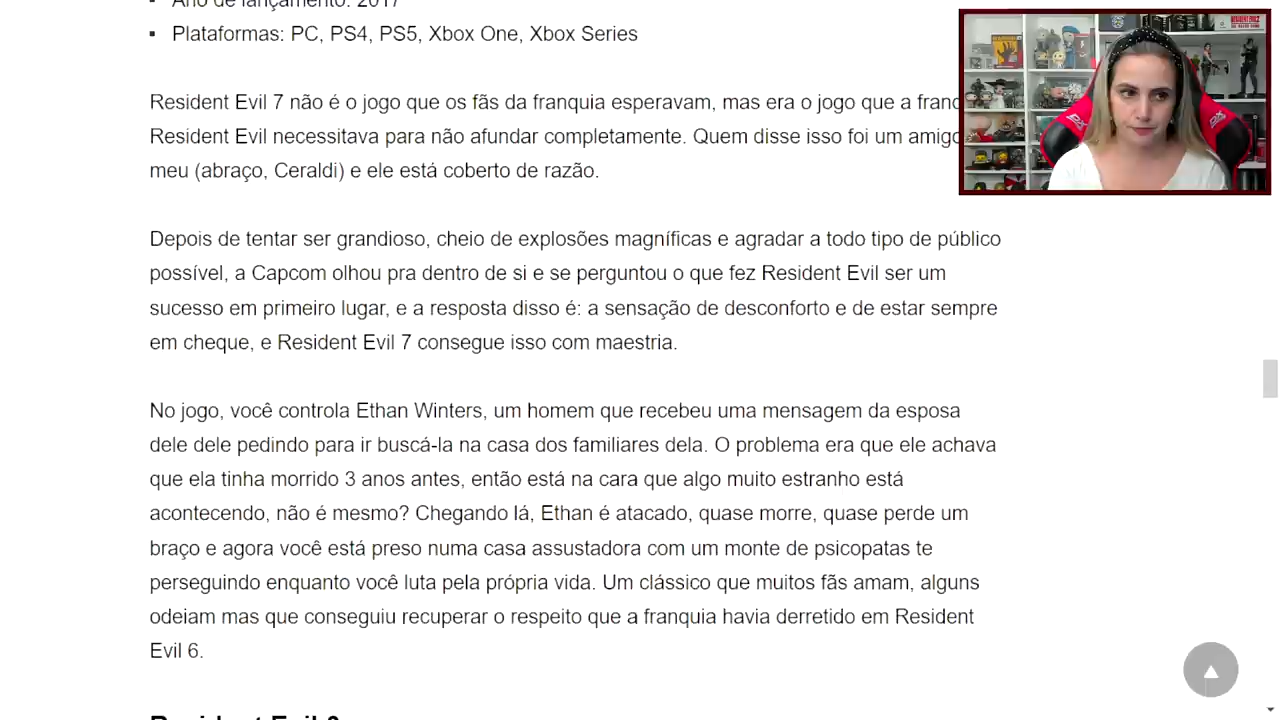 Ano de lançamento: 2017
Plataformas: PC, PS4, PS5, Xbox One, Xbox Series
Resident Evil 7 não é o jogo que os fãs da franquia esperavam, mas era o jogo que a
Resident Evil necessitava para não afundar completamente. Quem disse isso foi um amigo
meu (abraço, Ceraldi) e ele está coberto de razão.
Depois de tentar ser grandioso, cheio de explosões magníficas e agradar a todo tipo de público
possível, a Capcom olhou pra dentro de si e se perguntou o que fez Resident Evil ser um
sucesso em primeiro lugar, e a resposta disso é: a sensação de desconforto e de estar sempre
em cheque, e Resident Evil 7 consegue isso com maestria.
No jogo, você controla Ethan Winters, um homem que recebeu uma mensagem da esposa
dele dele pedindo para ir buscá-la na casa dos familiares dela. O problema era que ele achava
que ela tinha morrido 3 anos antes, então está na cara que algo muito estranho está
acontecendo, não é mesmo? Chegando lá, Ethan é atacado, quase morre, quase perde um
braço e agora você está preso numa casa assustadora com um monte de psicopatas te
perseguindo enquanto você luta pela própria vida. Um clássico que muitos fãs amam, alguns
odeiam mas que conseguiu recuperar o respeito que a franquia havia derretido em Resident
Evil 6.